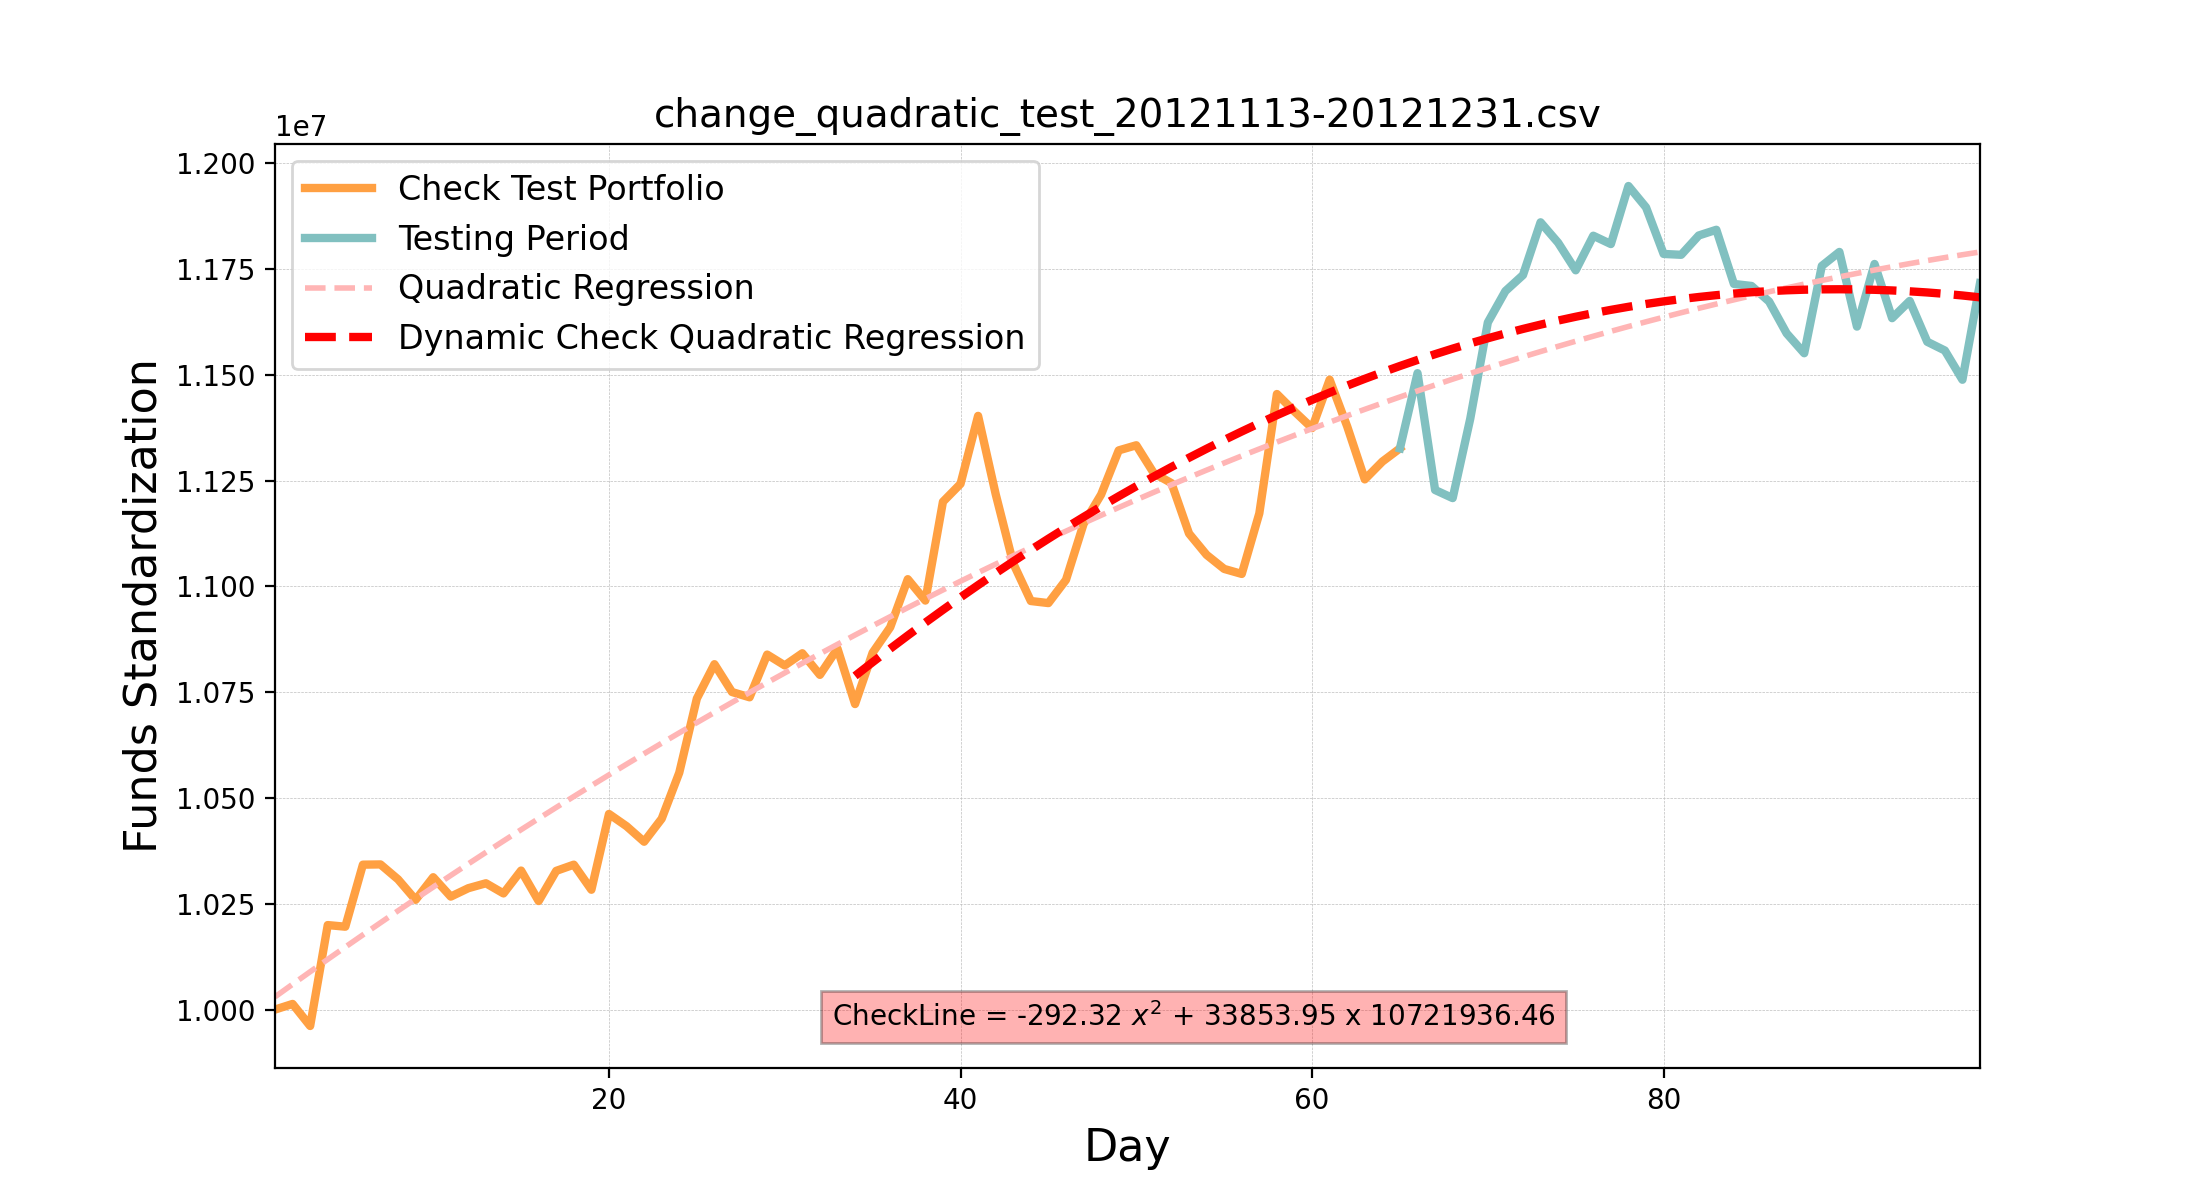 change_quadratic_test_20121113-20121231.csv
1e7
1.200
1.175
1.150
1.125
1.100
1.075
1.050
1.025
1.000
Funds Standardization
Check Test Portfolio
Testing Period
Quadratic Regression
Dynamic Check Quadratic Regression
CheckLine = -292.32 x² + 33853.95 x 10721936.46
20 40 60 80
Day